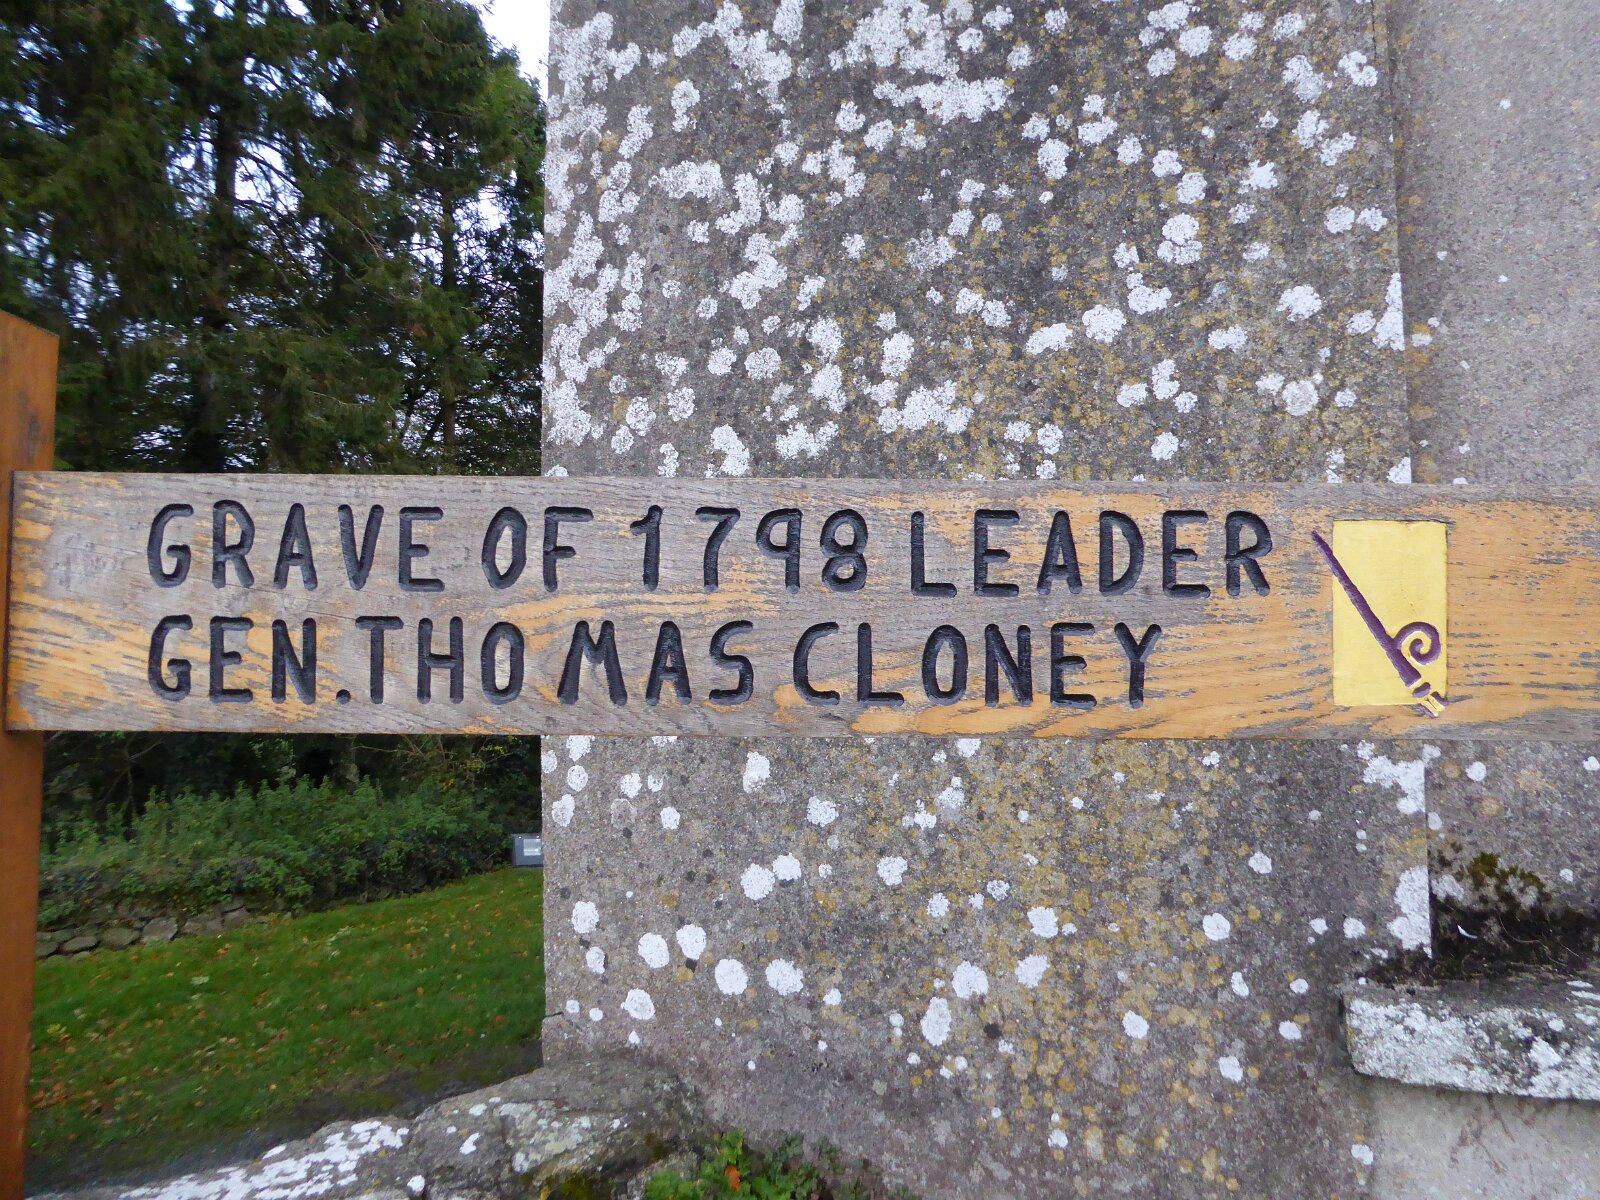 GRAVE OF 1798 LEADER
GEN.THOMAS CLONEY